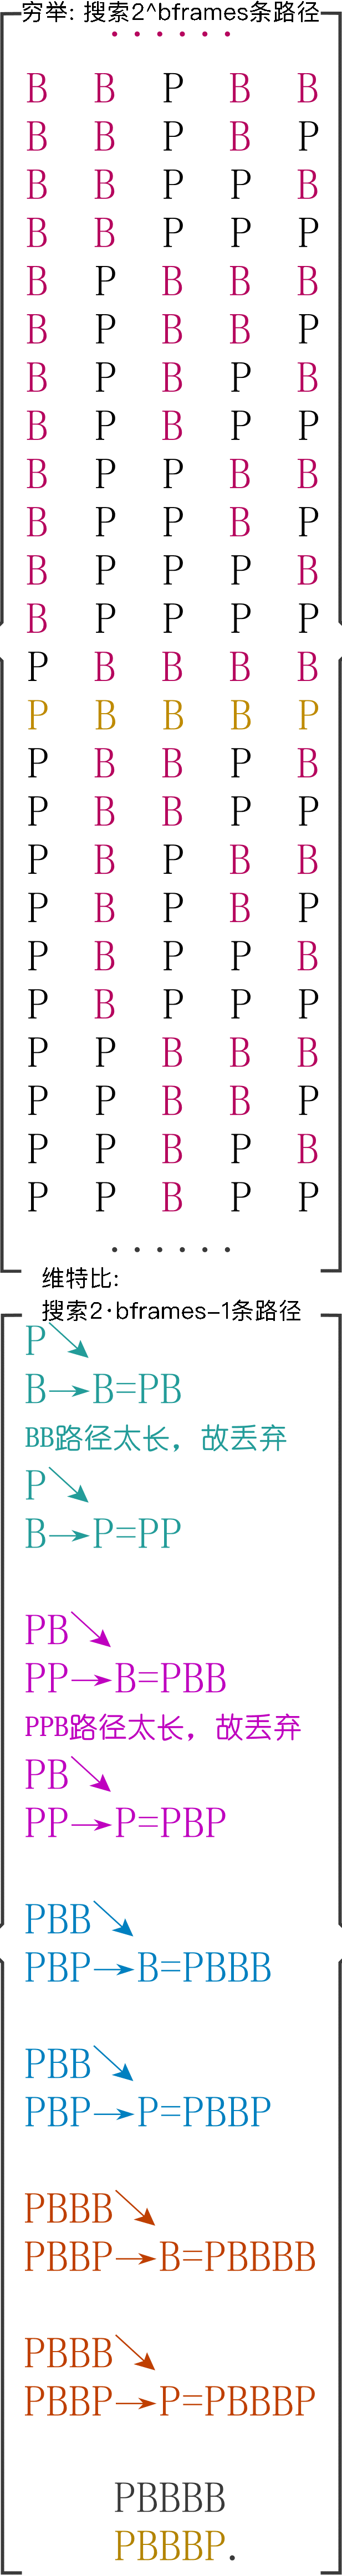 穷举: 搜索2^bframes条路径
· · · · · ·
B B P B B
B B P B P
B B P P B
B B P P P
B P B B B
B P B B P
B P B P B
B P B P P
B P P B B
B P P B P
B P P P B
B P P P P
P B B B B
P B B B P
P B B P B
P B B P P
P B P B B
P B P B P
P B P P B
P B P P P
P P B B B
P P B B P
P P B P B
P P B P P
· · · · · ·
维特比:
搜索2·bframes-1条路径
P↘
B→B=PB
BB路径太长，故丢弃
P↘
B→P=PP
PB↘
PP→B=PBB
PPB路径太长，故丢弃
PB↘
PP→P=PBP
PBB↘
PBP→B=PBBB
PBB↘
PBP→P=PBBP
PBBB↘
PBBP→B=PBBBB
PBBB↘
PBBP→P=PBBBP
PBBBB
PBBBP.